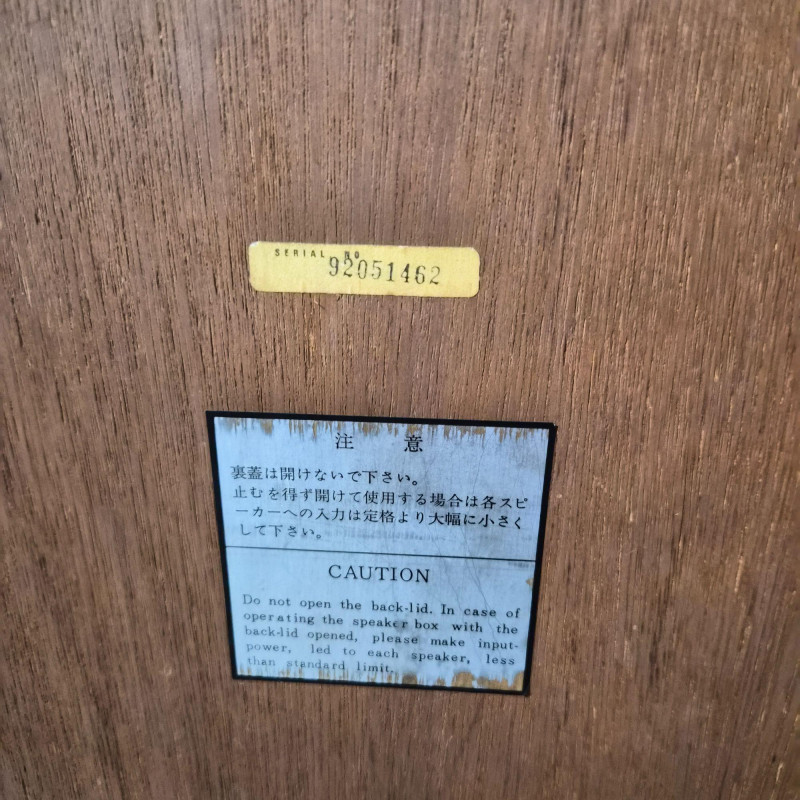 SERIAL NO
92051462
注 意
裏蓋は開けないで下さい。
止むを得ず開けて使用する場合は各スピ
ーカーへの入力は定格より大幅に小さく
して下さい。
CAUTION
Do not open the back-lid. In case of
operating the speaker box with the
back-lid opened, please make input-
power, led to each speaker, less
than standard limit.